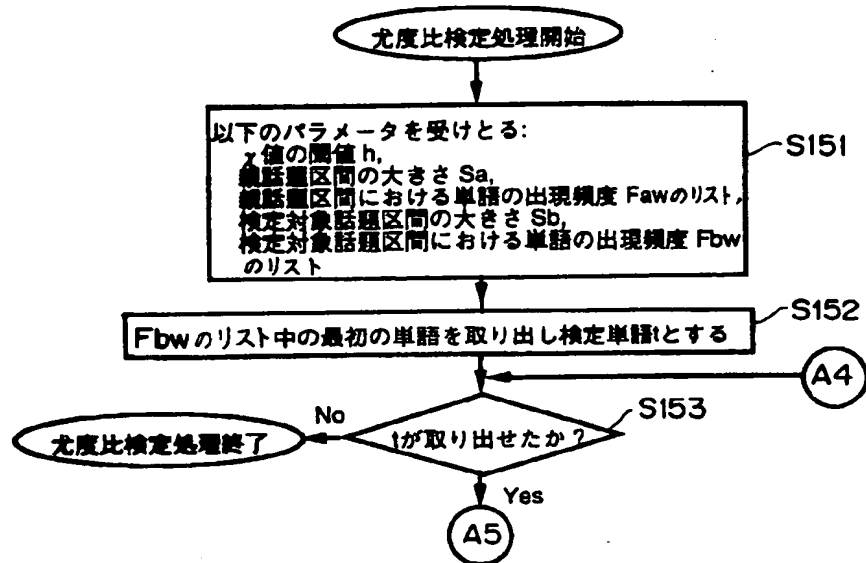 尤度比検定処理開始
以下のパラメータを受けとる:
χ値の閾値 h,
親話題区間の大きさ Sa,
親話題区間における単語の出現頻度 Fawのリスト,
検定対象話題区間の大きさ Sb,
検定対象話題区間における単語の出現頻度 Fbw
のリスト
S151
S152
Fbwのリスト中の最初の単語を取り出し検定単語tとする
A4
S153
No
尤度比検定処理終了
tが取り出せたか?
Yes
A5